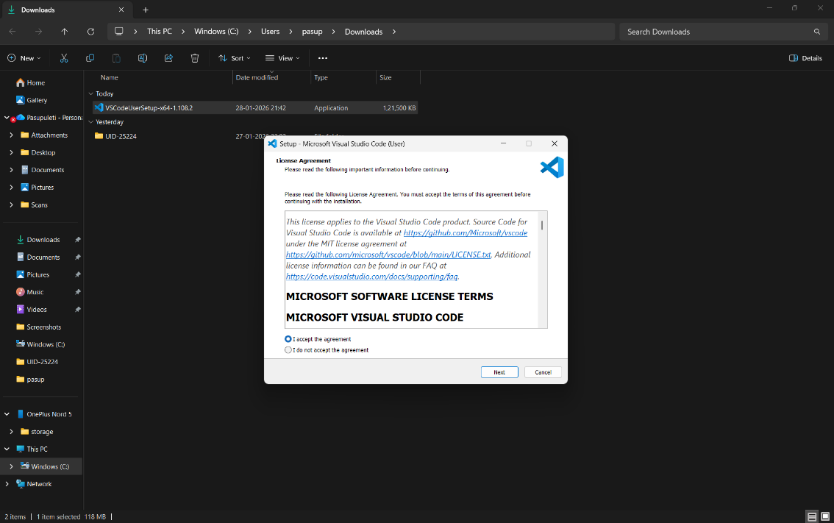 Downloads
This PC
Windows (C:)
Users
pasup
Downloads
Search Downloads
New
Sort
View
Details
Name
Date modified
Type
Size
Today
VSCodeUserSetup-x64-1.108.2
28-01-2026 21:42
Application
1,21,500 KB
Yesterday
UID-25224
Home
Gallery
Pasupuleti - Persona
Attachments
Desktop
Documents
Pictures
Scans
Downloads
Documents
Pictures
Music
Videos
Screenshots
Windows (C:)
UID-25224
pasup
OnePlus Nord 5
storage
This PC
Windows (C:)
Network
Setup - Microsoft Visual Studio Code (User)
License Agreement
Please read the following important information before continuing.
Please read the following License Agreement. You must accept the terms of this agreement before
continuing with the installation.
This license applies to the Visual Studio Code product. Source Code for
Visual Studio Code is available at https://github.com/Microsoft/vscode
under the MIT license agreement at
https://github.com/microsoft/vscode/blob/main/LICENSE.txt. Additional
license information can be found in our FAQ at
https://code.visualstudio.com/docs/supporting/faq.
MICROSOFT SOFTWARE LICENSE TERMS
MICROSOFT VISUAL STUDIO CODE
I accept the agreement
I do not accept the agreement
Next
Cancel
2 items
1 item selected 118 MB